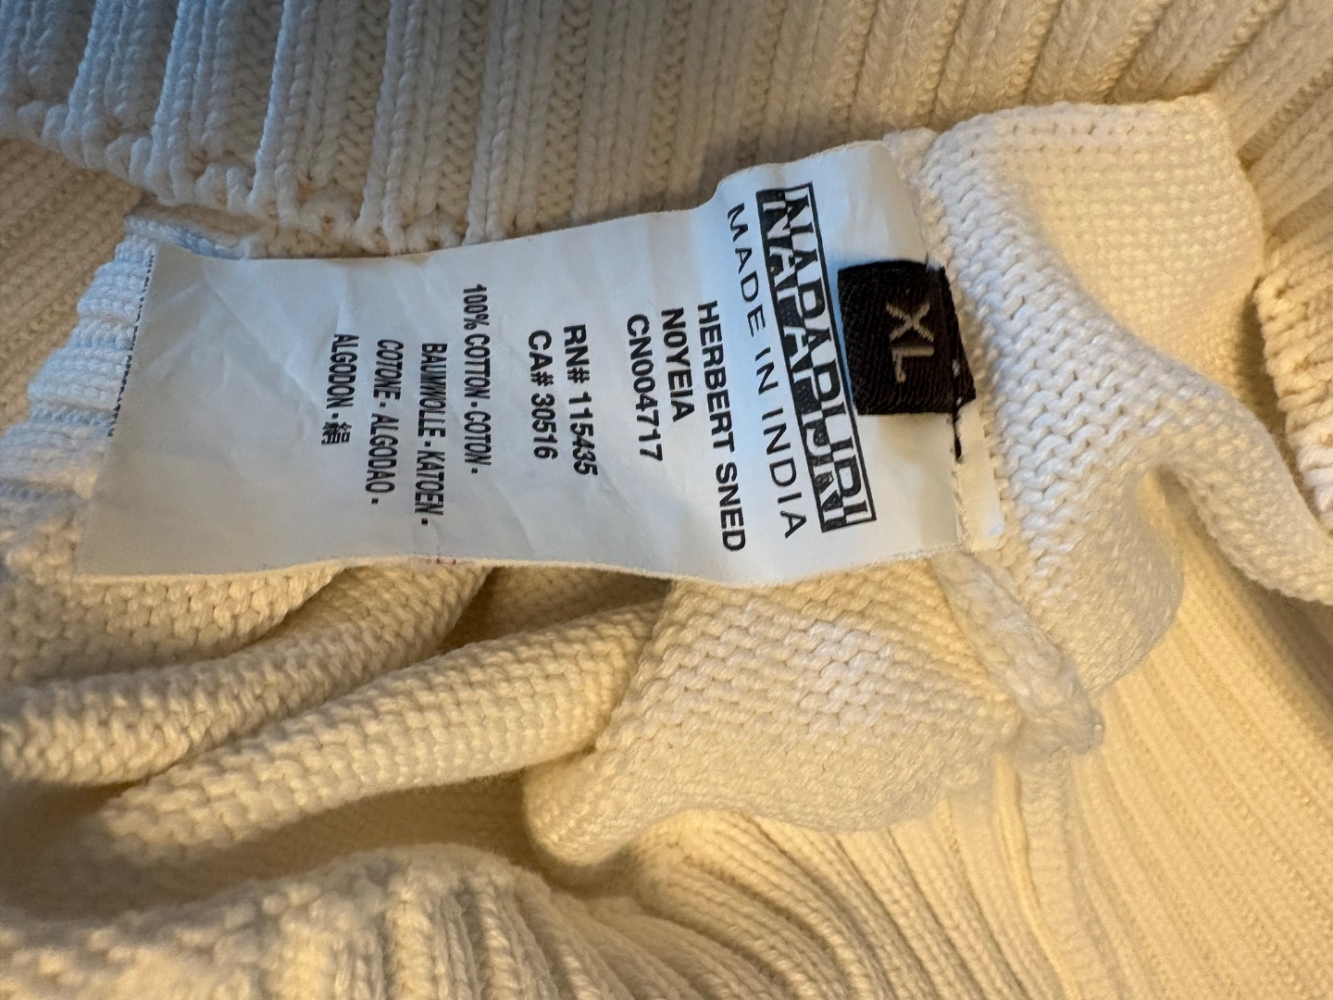 XL
NAPAPIJRI
MADE IN INDIA
HERBERT SNED
N0YEIA
CN004717
RN# 115435
CA# 30516
100% COTTON - COTON -
BAUMWOLLE - KATOEN -
COTONE - ALGODAO -
ALGODON - 綿